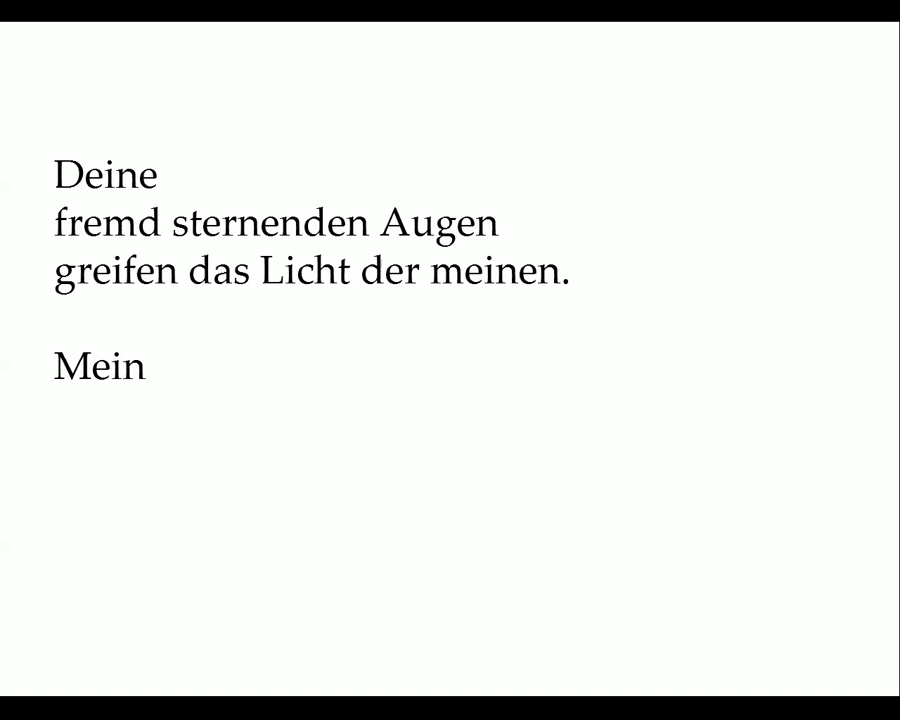 Deine
fremd sternenden Augen
greifen das Licht der meinen.
Mein